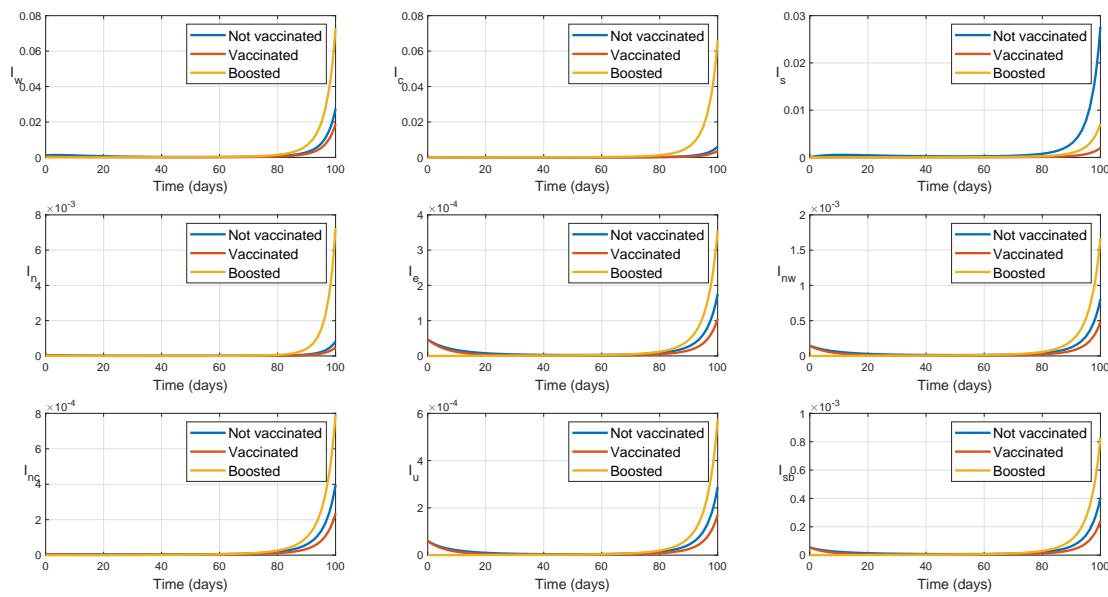 0.08
0.06
0.04
0.02
0
I_w
0 20 40 60 80 100
Time (days)
Not vaccinated
Vaccinated
Boosted
0.08
0.06
0.04
0.02
0
I_c
0 20 40 60 80 100
Time (days)
Not vaccinated
Vaccinated
Boosted
0.03
0.02
0.01
0
I_s
0 20 40 60 80 100
Time (days)
Not vaccinated
Vaccinated
Boosted
×10^-3
8
6
4
2
0
I_n
0 20 40 60 80 100
Time (days)
Not vaccinated
Vaccinated
Boosted
×10^-4
6
4
2
0
I_e
0 20 40 60 80 100
Time (days)
Not vaccinated
Vaccinated
Boosted
×10^-3
2
1.5
1
0.5
0
I_nw
0 20 40 60 80 100
Time (days)
Not vaccinated
Vaccinated
Boosted
×10^-4
8
6
4
2
0
I_nc
0 20 40 60 80 100
Time (days)
Not vaccinated
Vaccinated
Boosted
×10^-4
6
4
2
0
I_u
0 20 40 60 80 100
Time (days)
Not vaccinated
Vaccinated
Boosted
×10^-3
1
0.8
0.6
0.4
0.2
0
I_sb
0 20 40 60 80 100
Time (days)
Not vaccinated
Vaccinated
Boosted